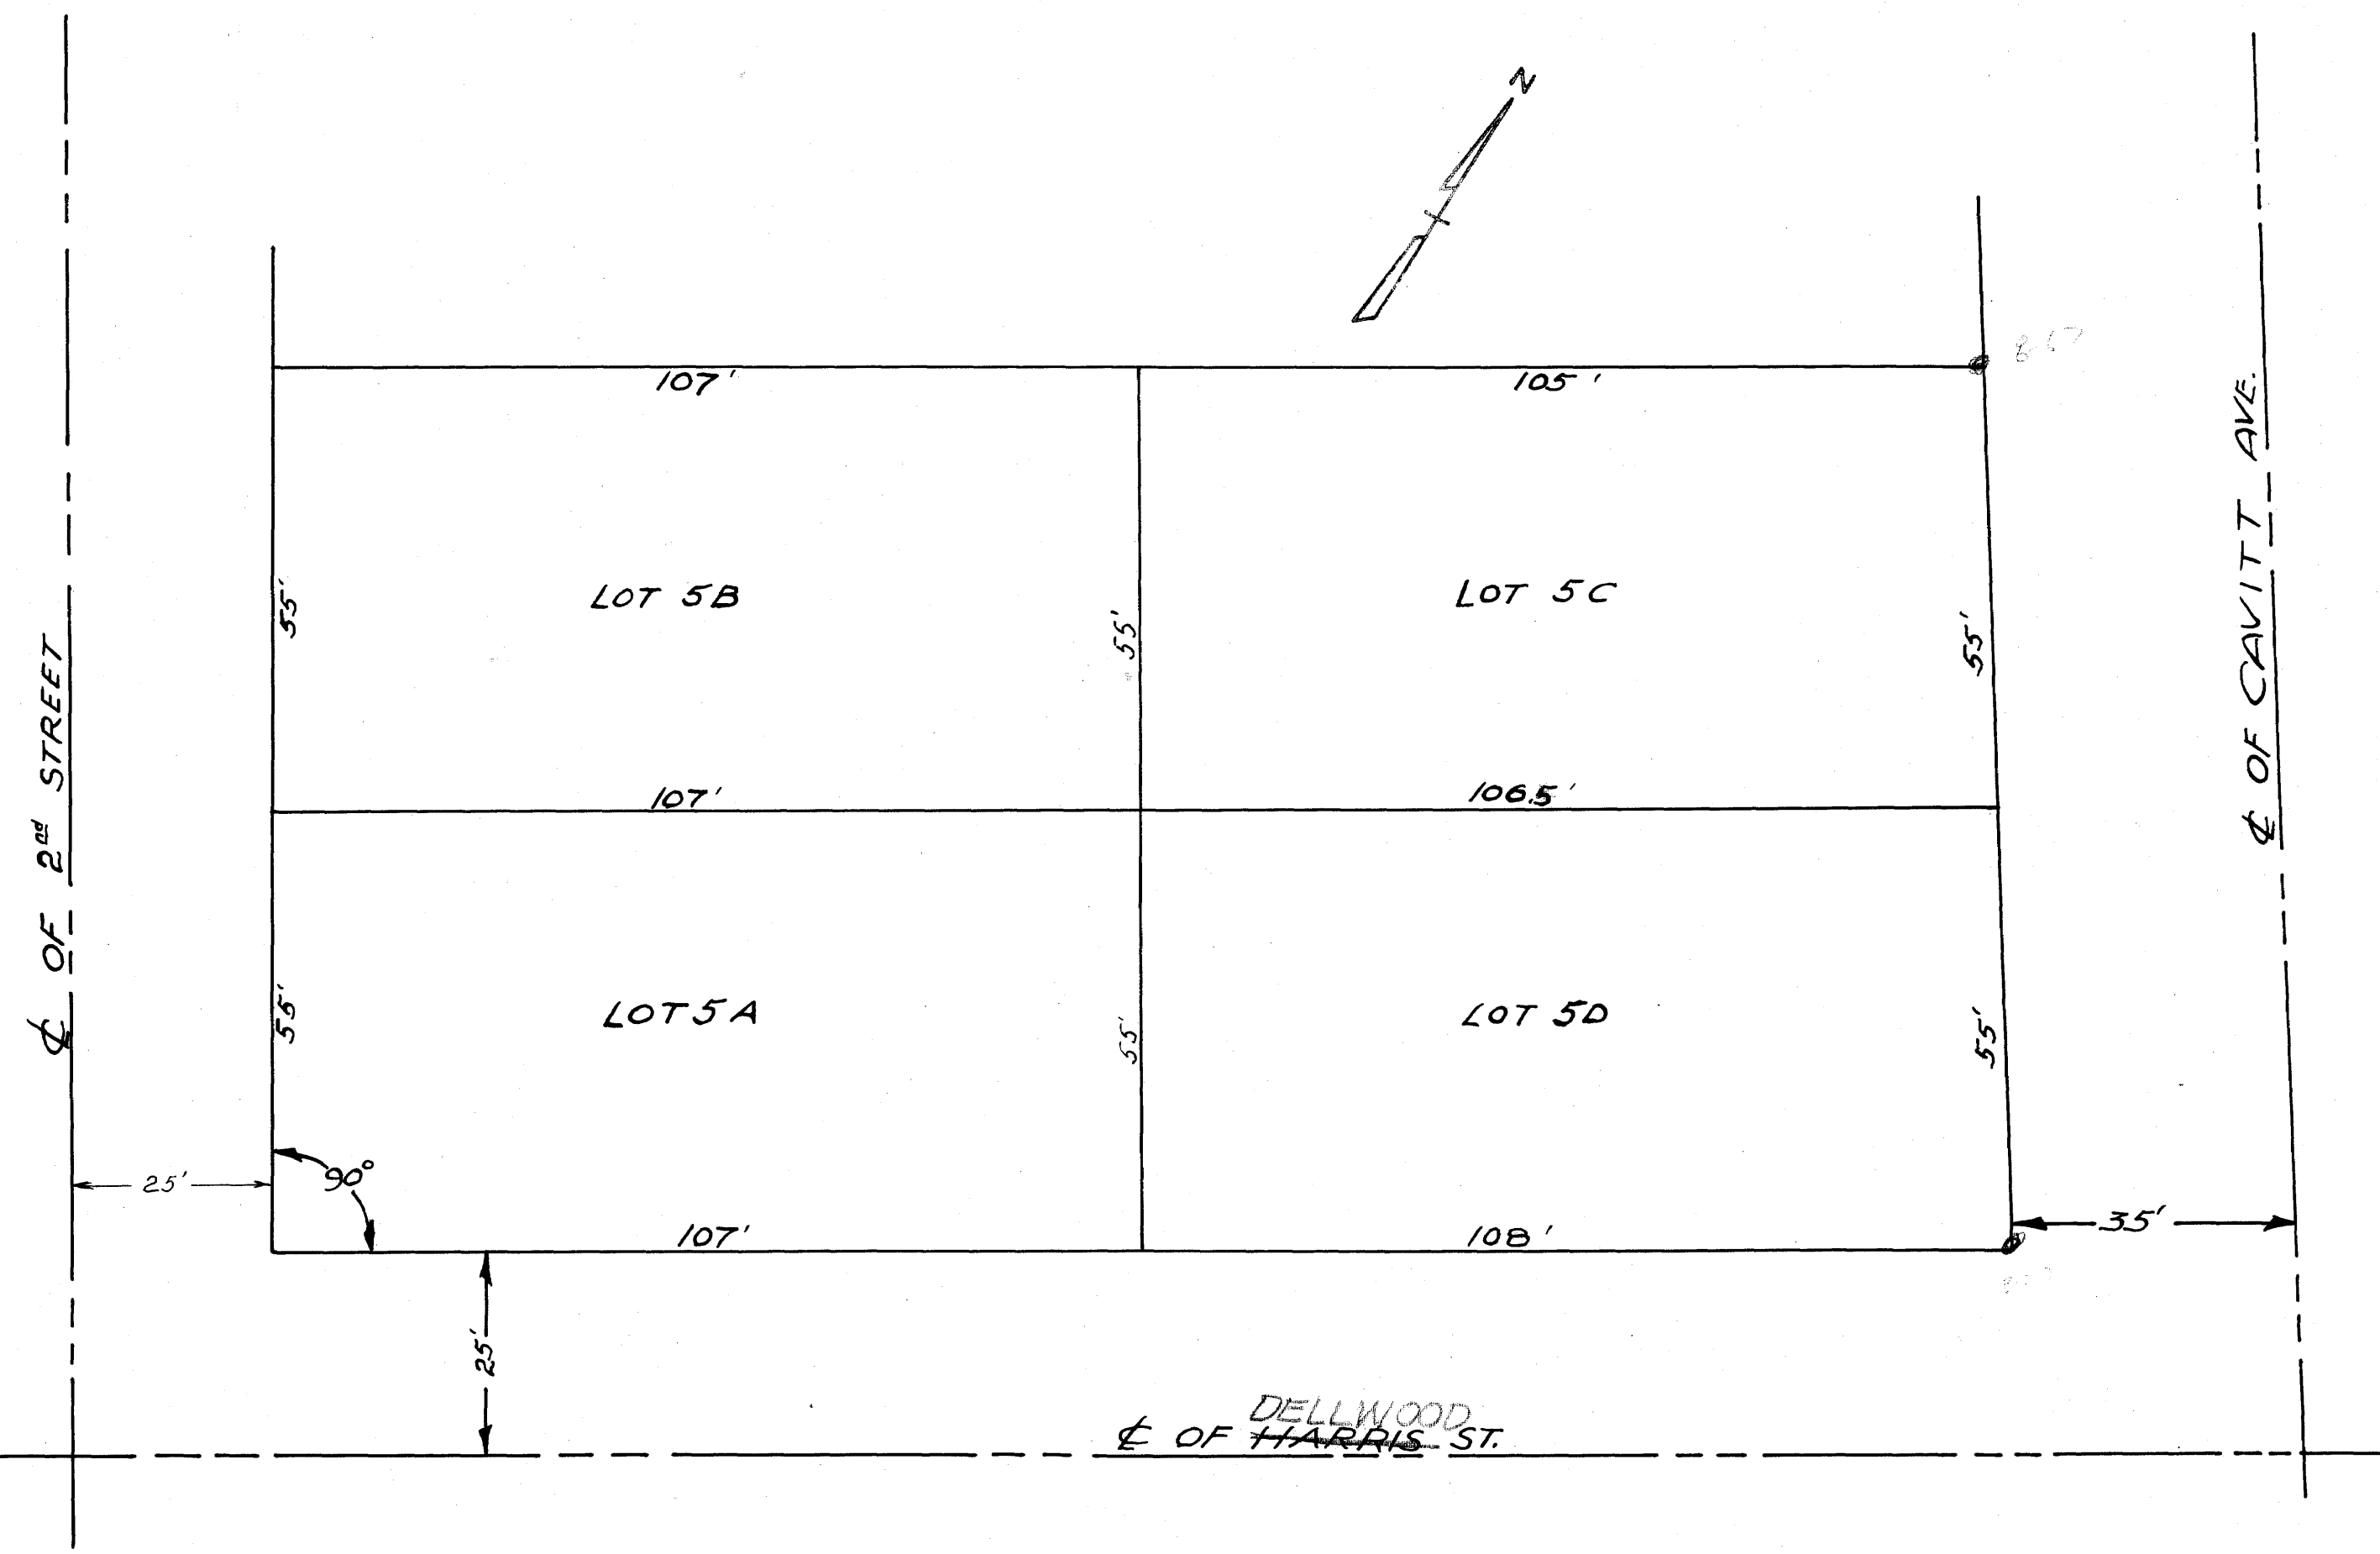 N
107'
105'
℄ OF CAVITT AVE.
LOT 5B
LOT 5C
55'
55'
55'
℄ OF 2nd STREET
107'
106.5'
LOT 5A
LOT 5D
55'
55'
55'
90°
25'
107'
108'
35'
25'
DELLWOOD
℄ OF HARRIS ST.